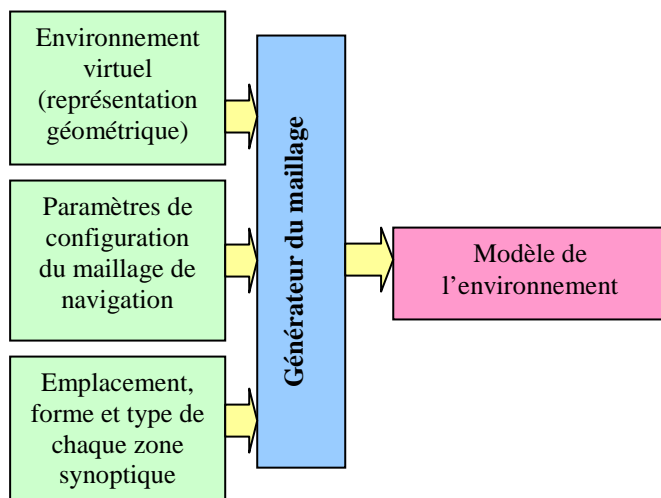 Environnement
virtuel
(représentation
géométrique)
Paramètres de
configuration
du maillage de
navigation
Emplacement,
forme et type de
chaque zone
synoptique
Générateur du maillage
Modèle de
l’environnement